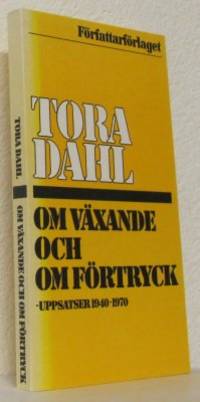 Författarförlaget
TORA
DAHL
OM VÄXANDE
OCH
OM FÖRTRYCK
-UPPSATSER 1940-1970
TORA DAHL
OM VÄXANDE OCH OM FÖRTRYCK